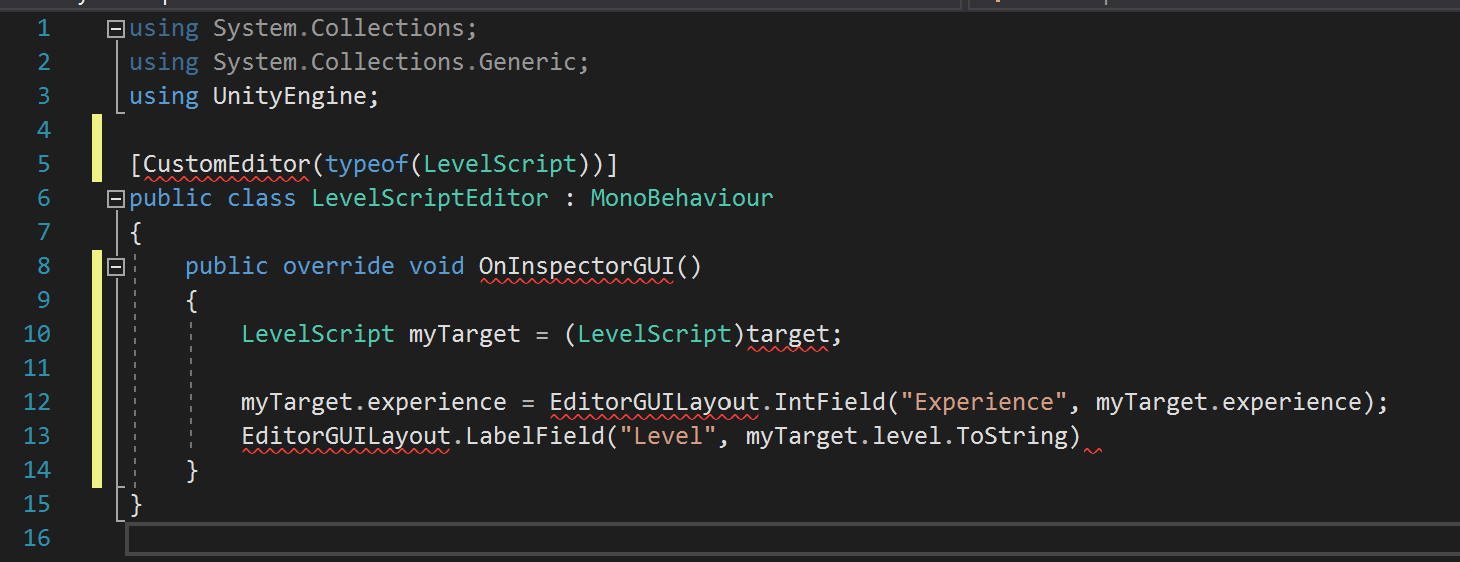 1 using System.Collections;
2 using System.Collections.Generic;
3 using UnityEngine;
4
5 [CustomEditor(typeof(LevelScript))]
6 public class LevelScriptEditor : MonoBehaviour
7 {
8 public override void OnInspectorGUI()
9 {
10 LevelScript myTarget = (LevelScript)target;
11
12 myTarget.experience = EditorGUILayout.IntField("Experience", myTarget.experience);
13 EditorGUILayout.LabelField("Level", myTarget.level.ToString)
14 }
15 }
16